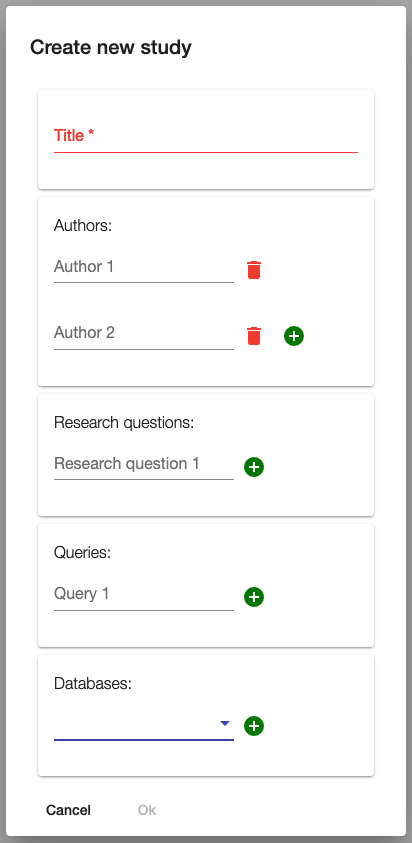 Create new study
Title *
Authors:
Author 1
Author 2
Research questions:
Research question 1
Queries:
Query 1
Databases:
Cancel Ok